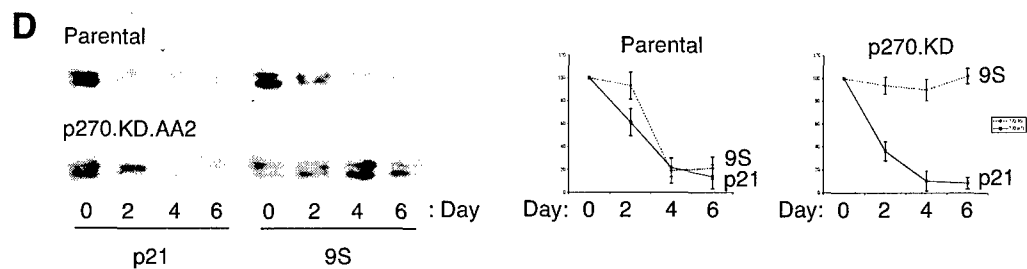 D
Parental
p270.KD.AA2
0 2 4 6 0 2 4 6 : Day
p21 9S
Parental
9S
p21
Day: 0 2 4 6
p270.KD
9S
p21
Day: 0 2 4 6